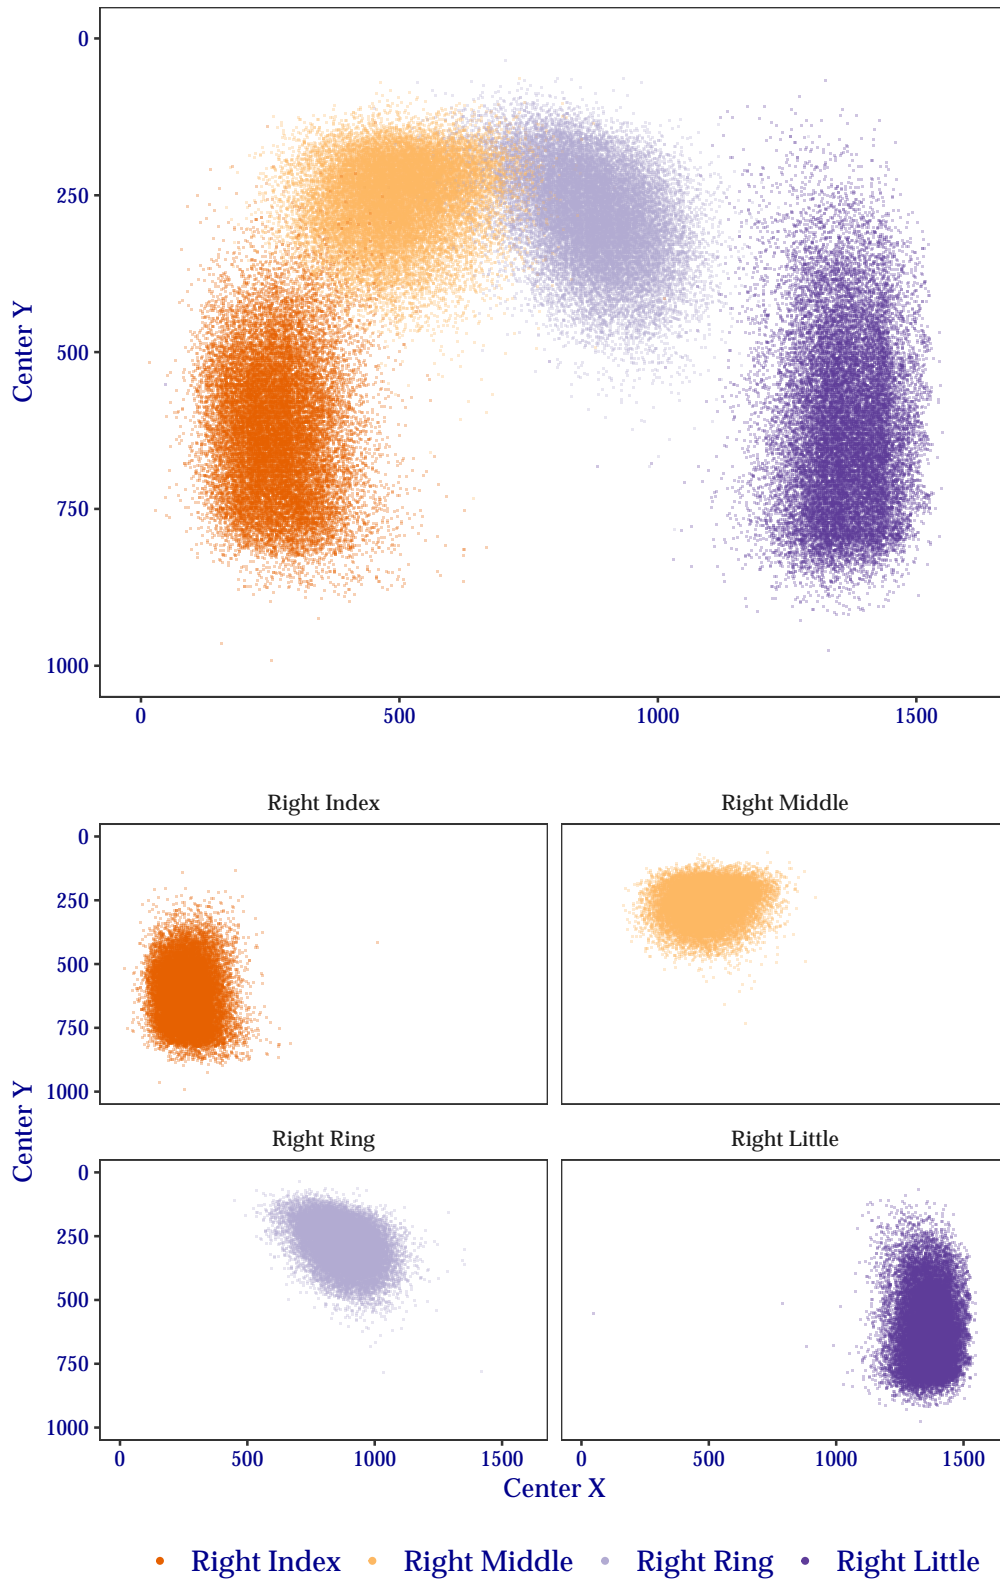 0
250
500
750
1000
Center Y
0 500 1000 1500
Right Index Right Middle
0
250
500
750
1000
Center Y
Right Ring Right Little
0
250
500
750
1000
0 500 1000 1500 0 500 1000 1500
Center X
Right Index Right Middle Right Ring Right Little